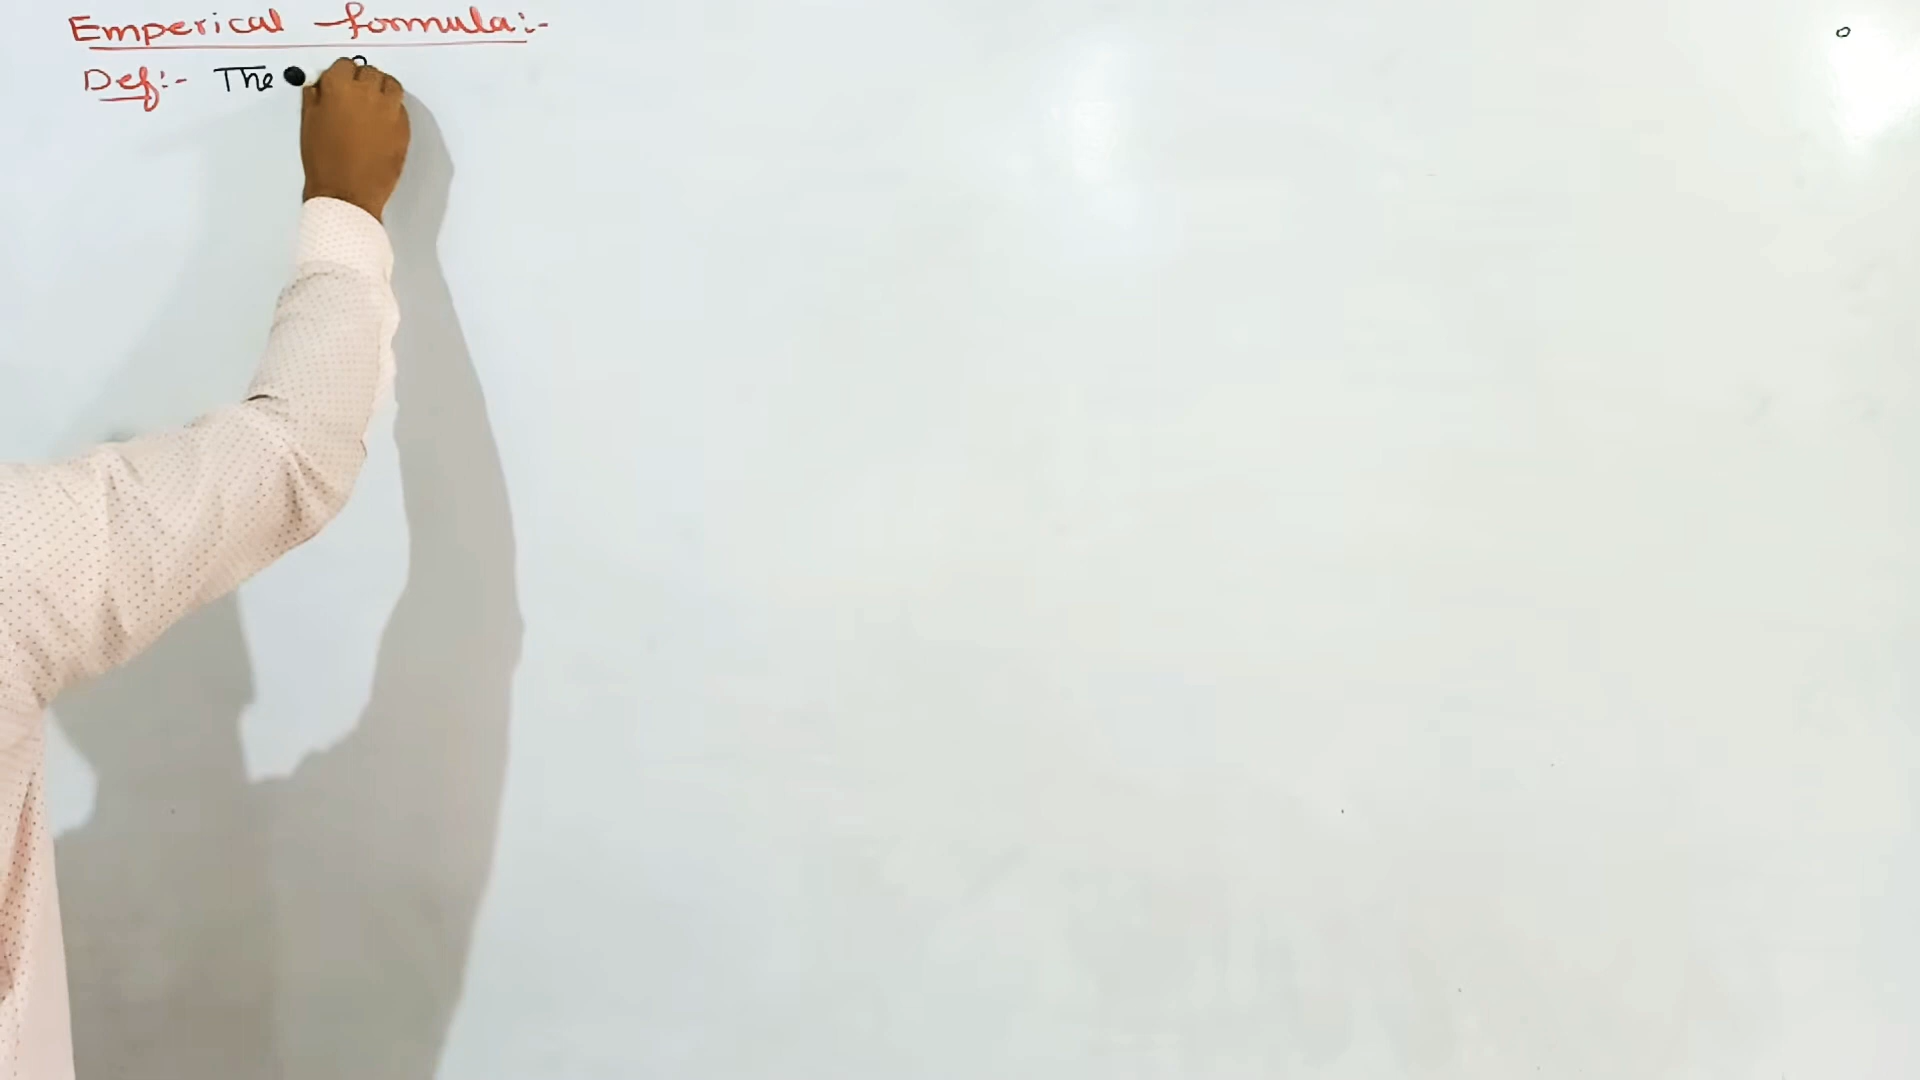 Emperical formula:-
Def:- The